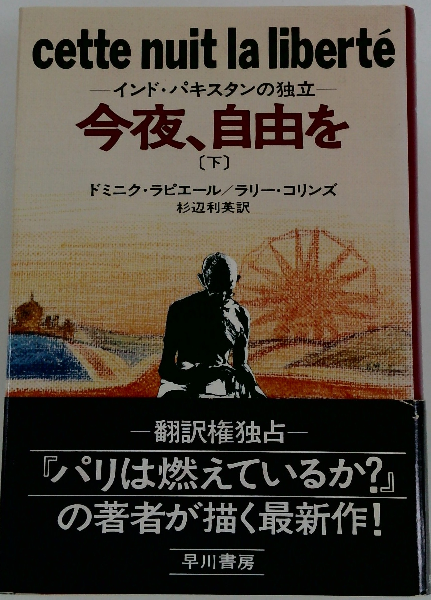 cette nuit la liberté
—インド・パキスタンの独立—
今夜、自由を
〔下〕
ドミニク・ラピエール／ラリー・コリンズ
杉辺利英訳
—翻訳権独占—
『パリは燃えているか?』
の著者が描く最新作!
早川書房